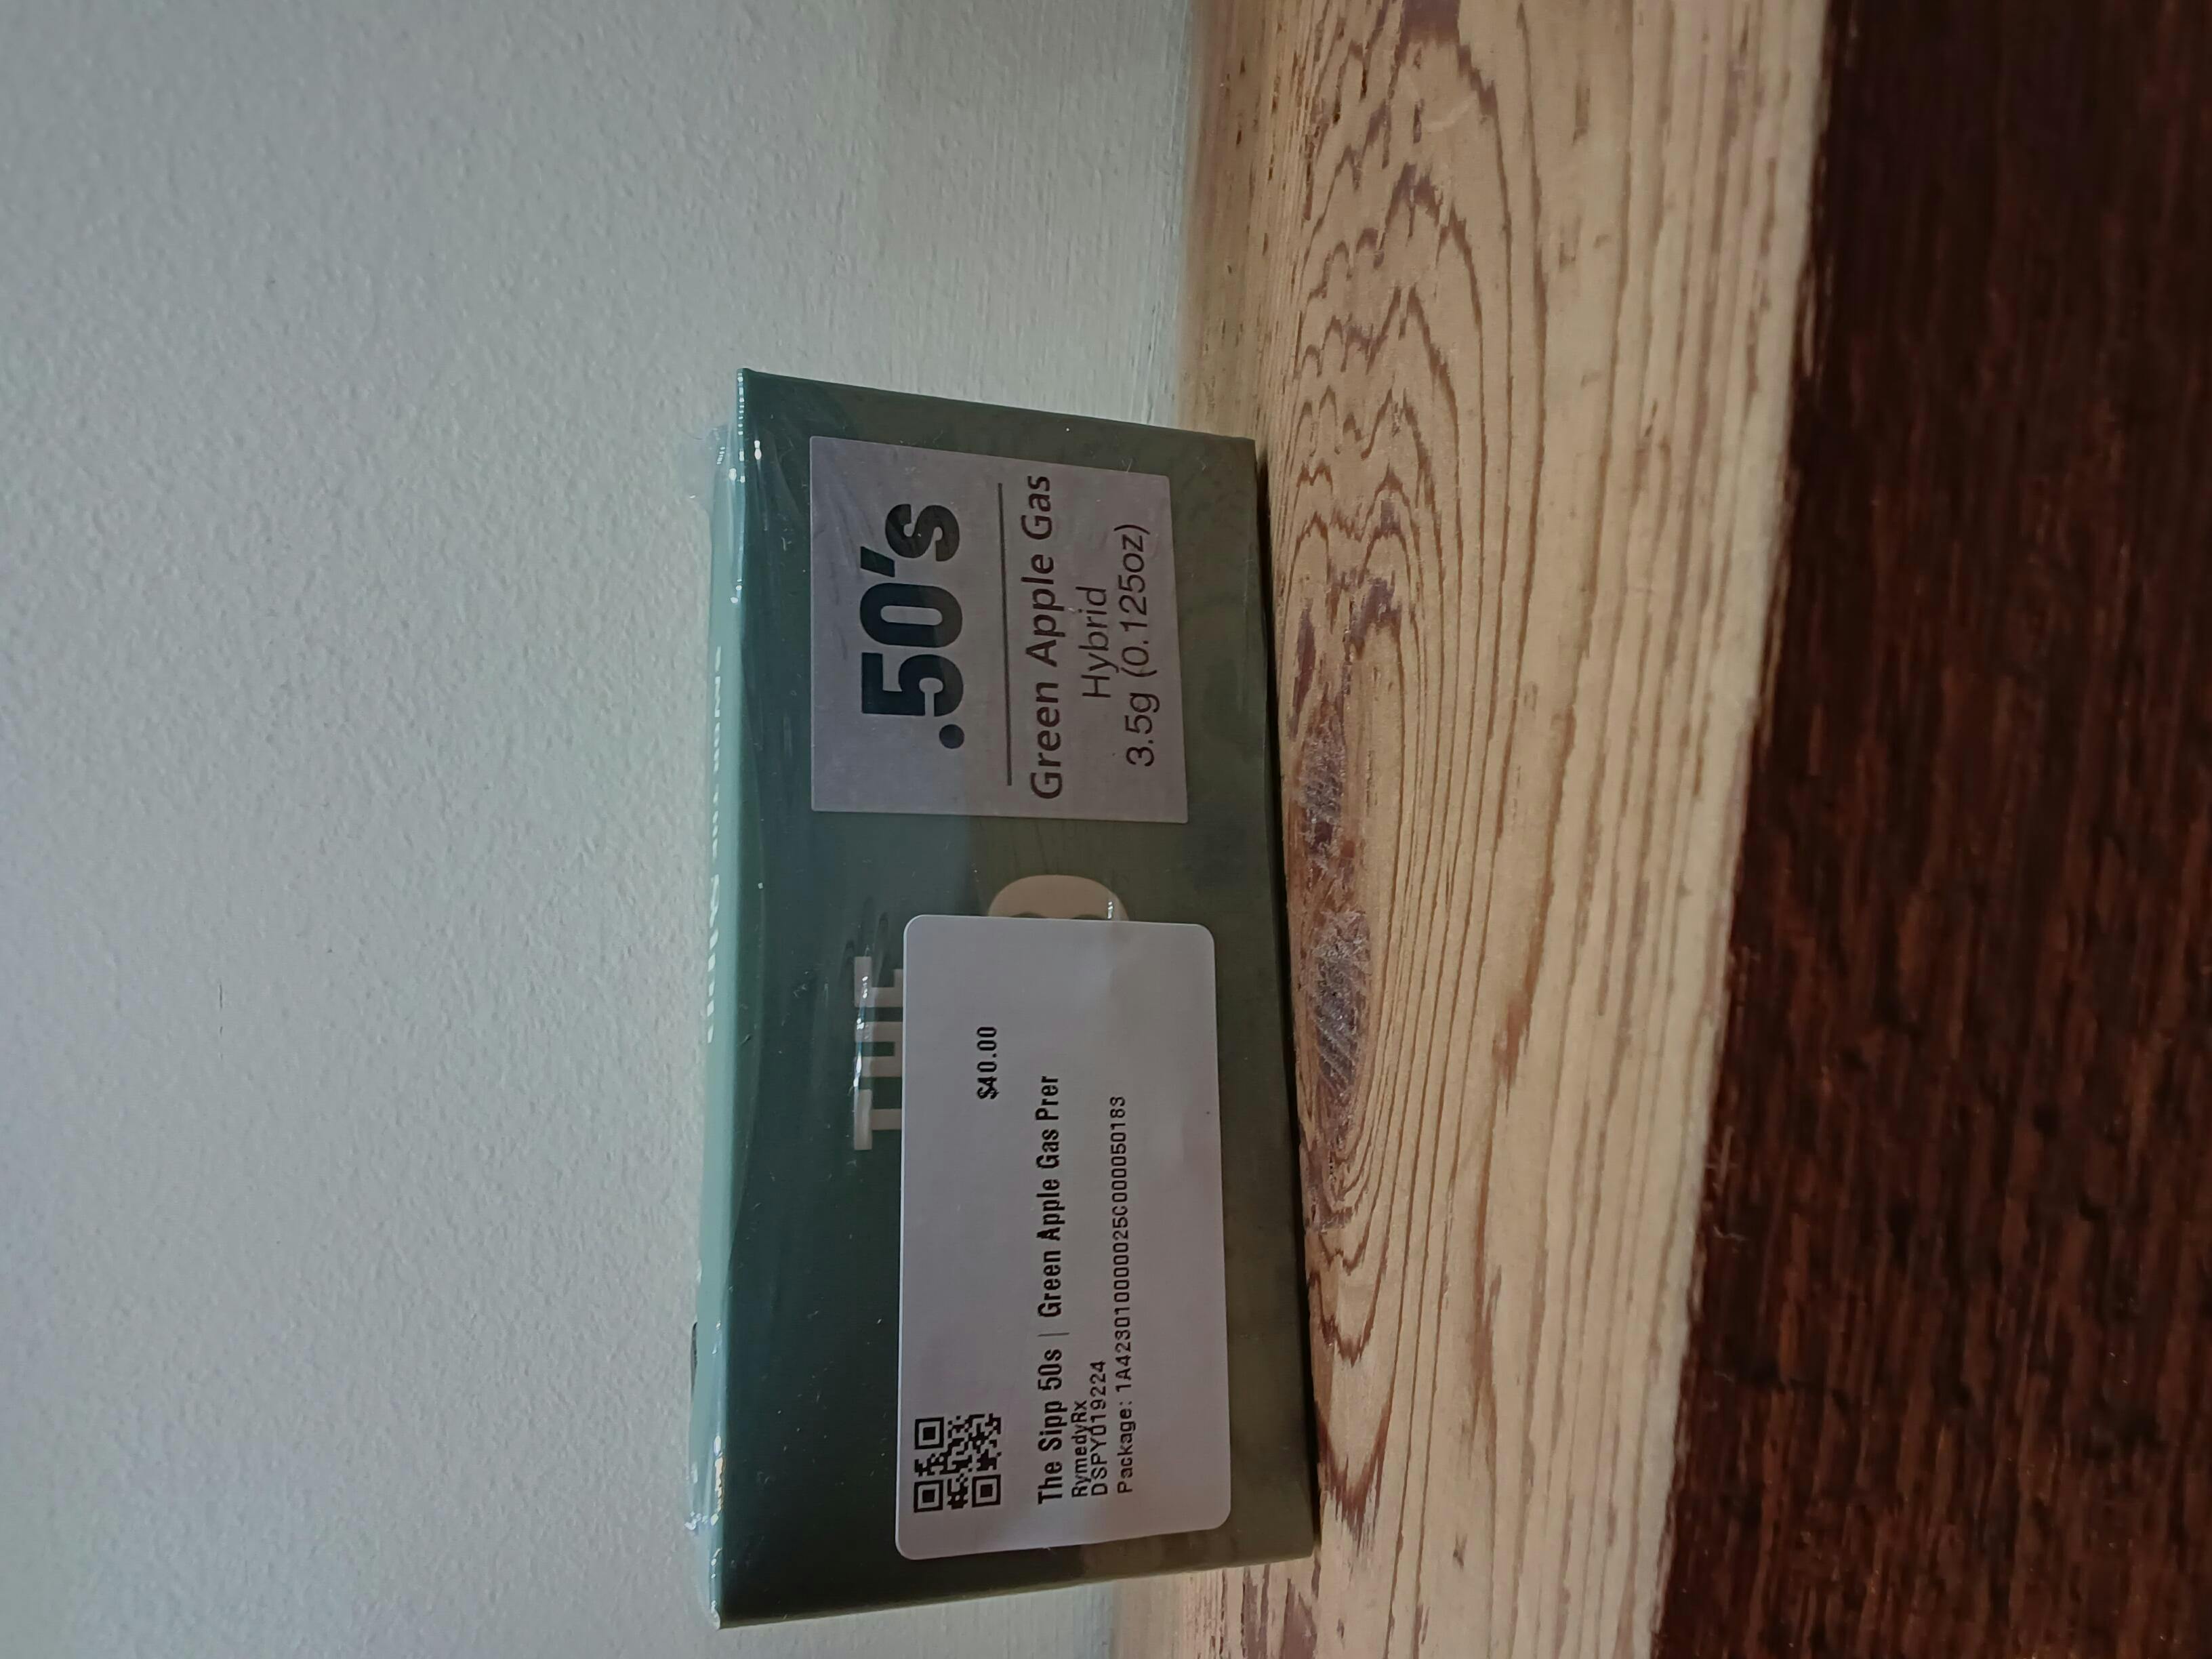 .50's
Green Apple Gas
Hybrid
3.5g (0.125oz)
THE
$40.00
The Sipp 50s | Green Apple Gas Prer
RymedyRx
DSPY019224
Package: 1A4230100000025C000050183